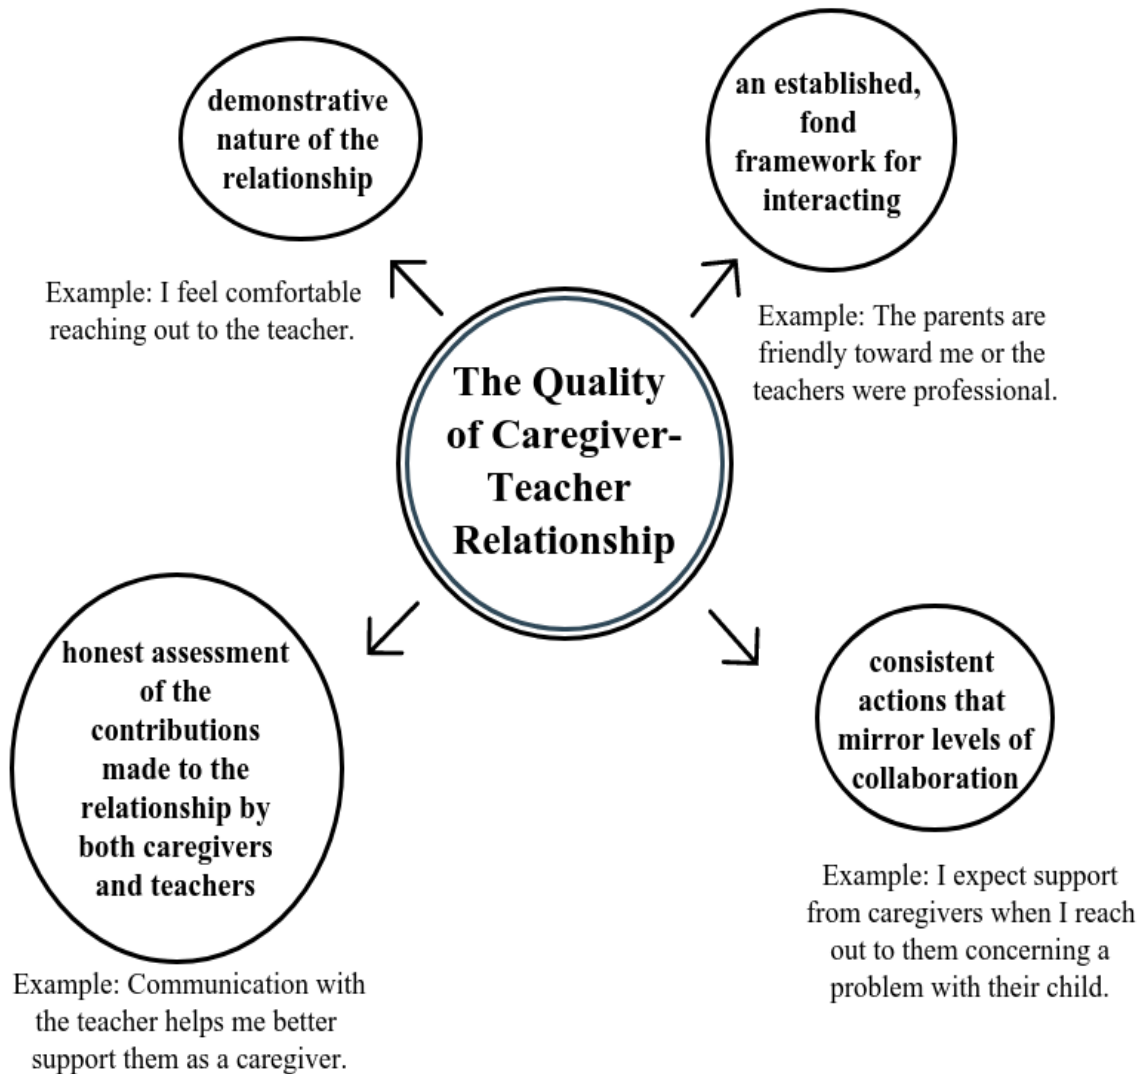 demonstrative
nature of the
relationship
Example: I feel comfortable
reaching out to the teacher.
an established,
fond
framework for
interacting
Example: The parents are
friendly toward me or the
teachers were professional.
The Quality
of Caregiver-
Teacher
Relationship
honest assessment
of the
contributions
made to the
relationship by
both caregivers
and teachers
Example: Communication with
the teacher helps me better
support them as a caregiver.
consistent
actions that
mirror levels of
collaboration
Example: I expect support
from caregivers when I reach
out to them concerning a
problem with their child.